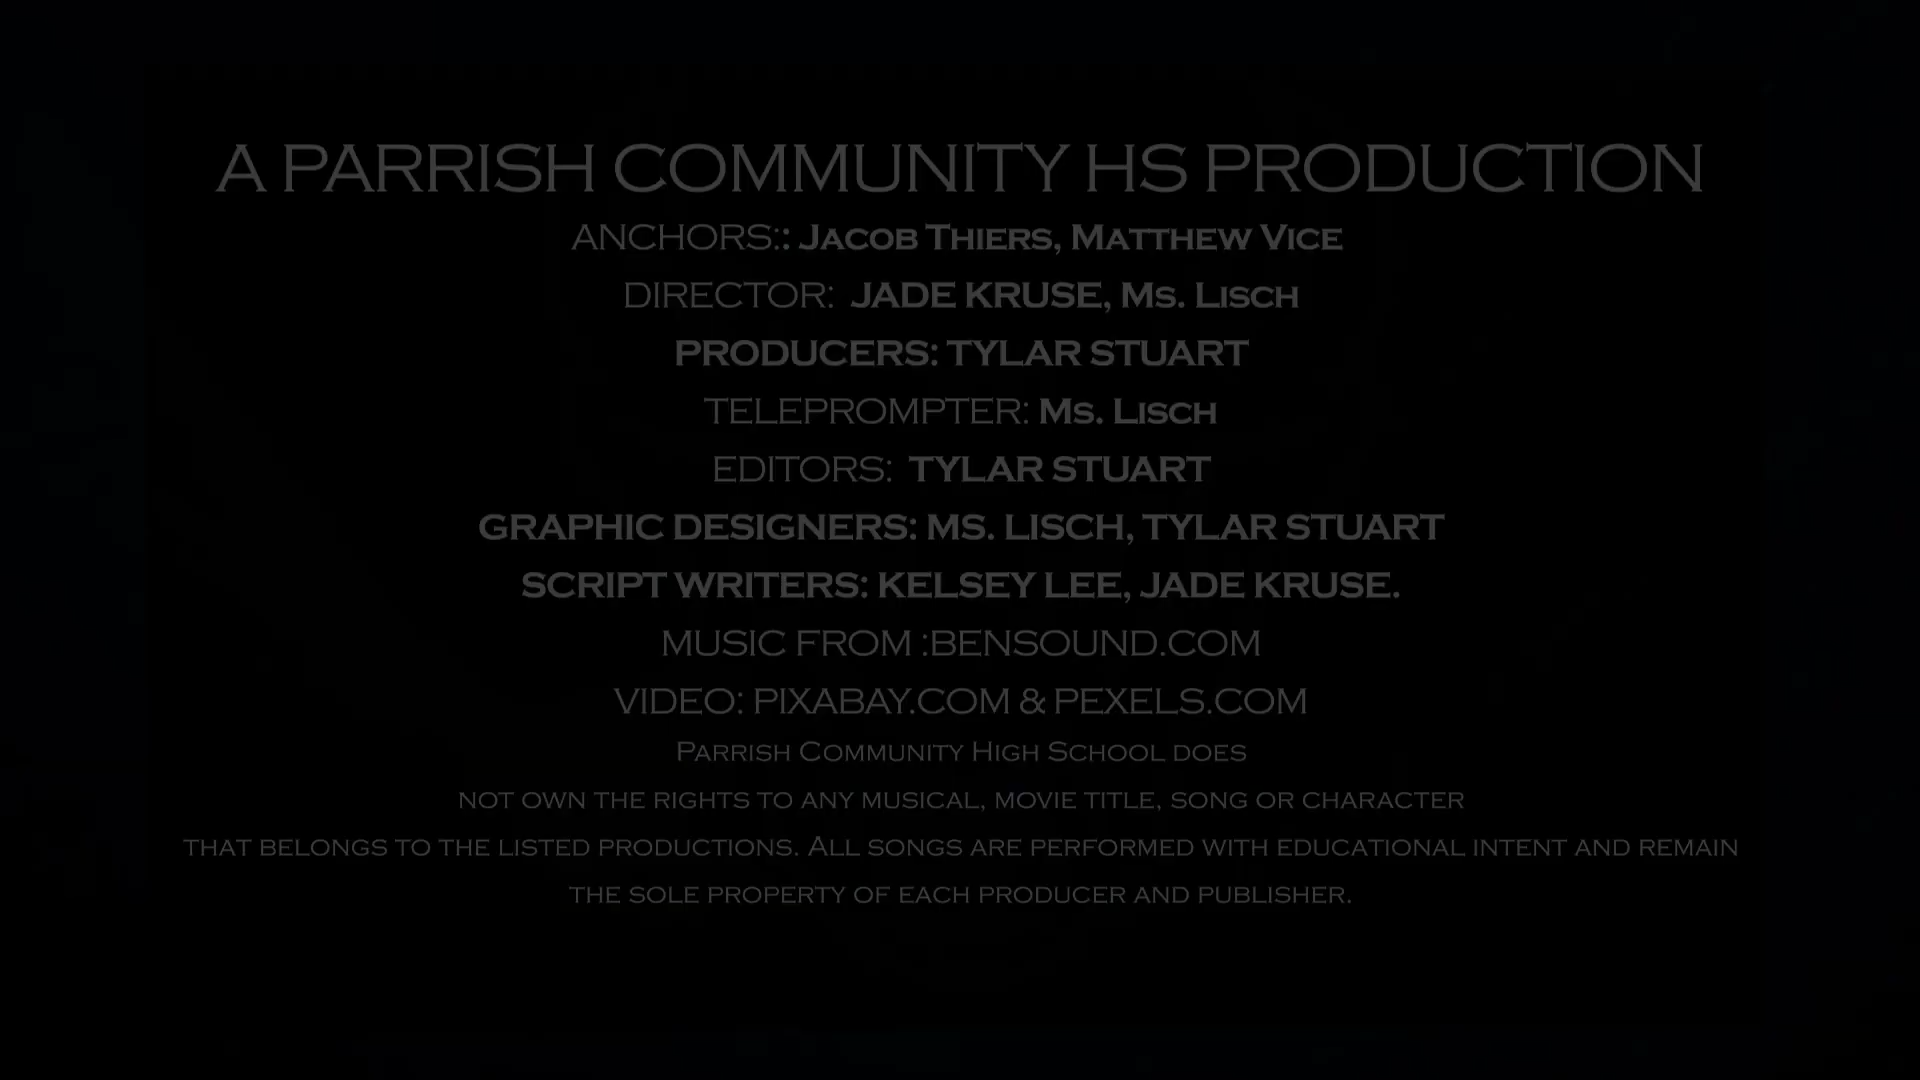 A PARRISH COMMUNITY HS PRODUCTION
ANCHORS:: JACOB THIERS, MATTHEW VICE
DIRECTOR: JADE KRUSE, MS. LISCH
PRODUCERS: TYLAR STUART
TELEPROMPTER: MS. LISCH
EDITORS: TYLAR STUART
GRAPHIC DESIGNERS: MS. LISCH, TYLAR STUART
SCRIPT WRITERS: KELSEY LEE, JADE KRUSE.
MUSIC FROM :BENSOUND.COM
VIDEO: PIXABAY.COM & PEXELS.COM
PARRISH COMMUNITY HIGH SCHOOL DOES
NOT OWN THE RIGHTS TO ANY MUSICAL, MOVIE TITLE, SONG OR CHARACTER
THAT BELONGS TO THE LISTED PRODUCTIONS. ALL SONGS ARE PERFORMED WITH EDUCATIONAL INTENT AND REMAIN
THE SOLE PROPERTY OF EACH PRODUCER AND PUBLISHER.